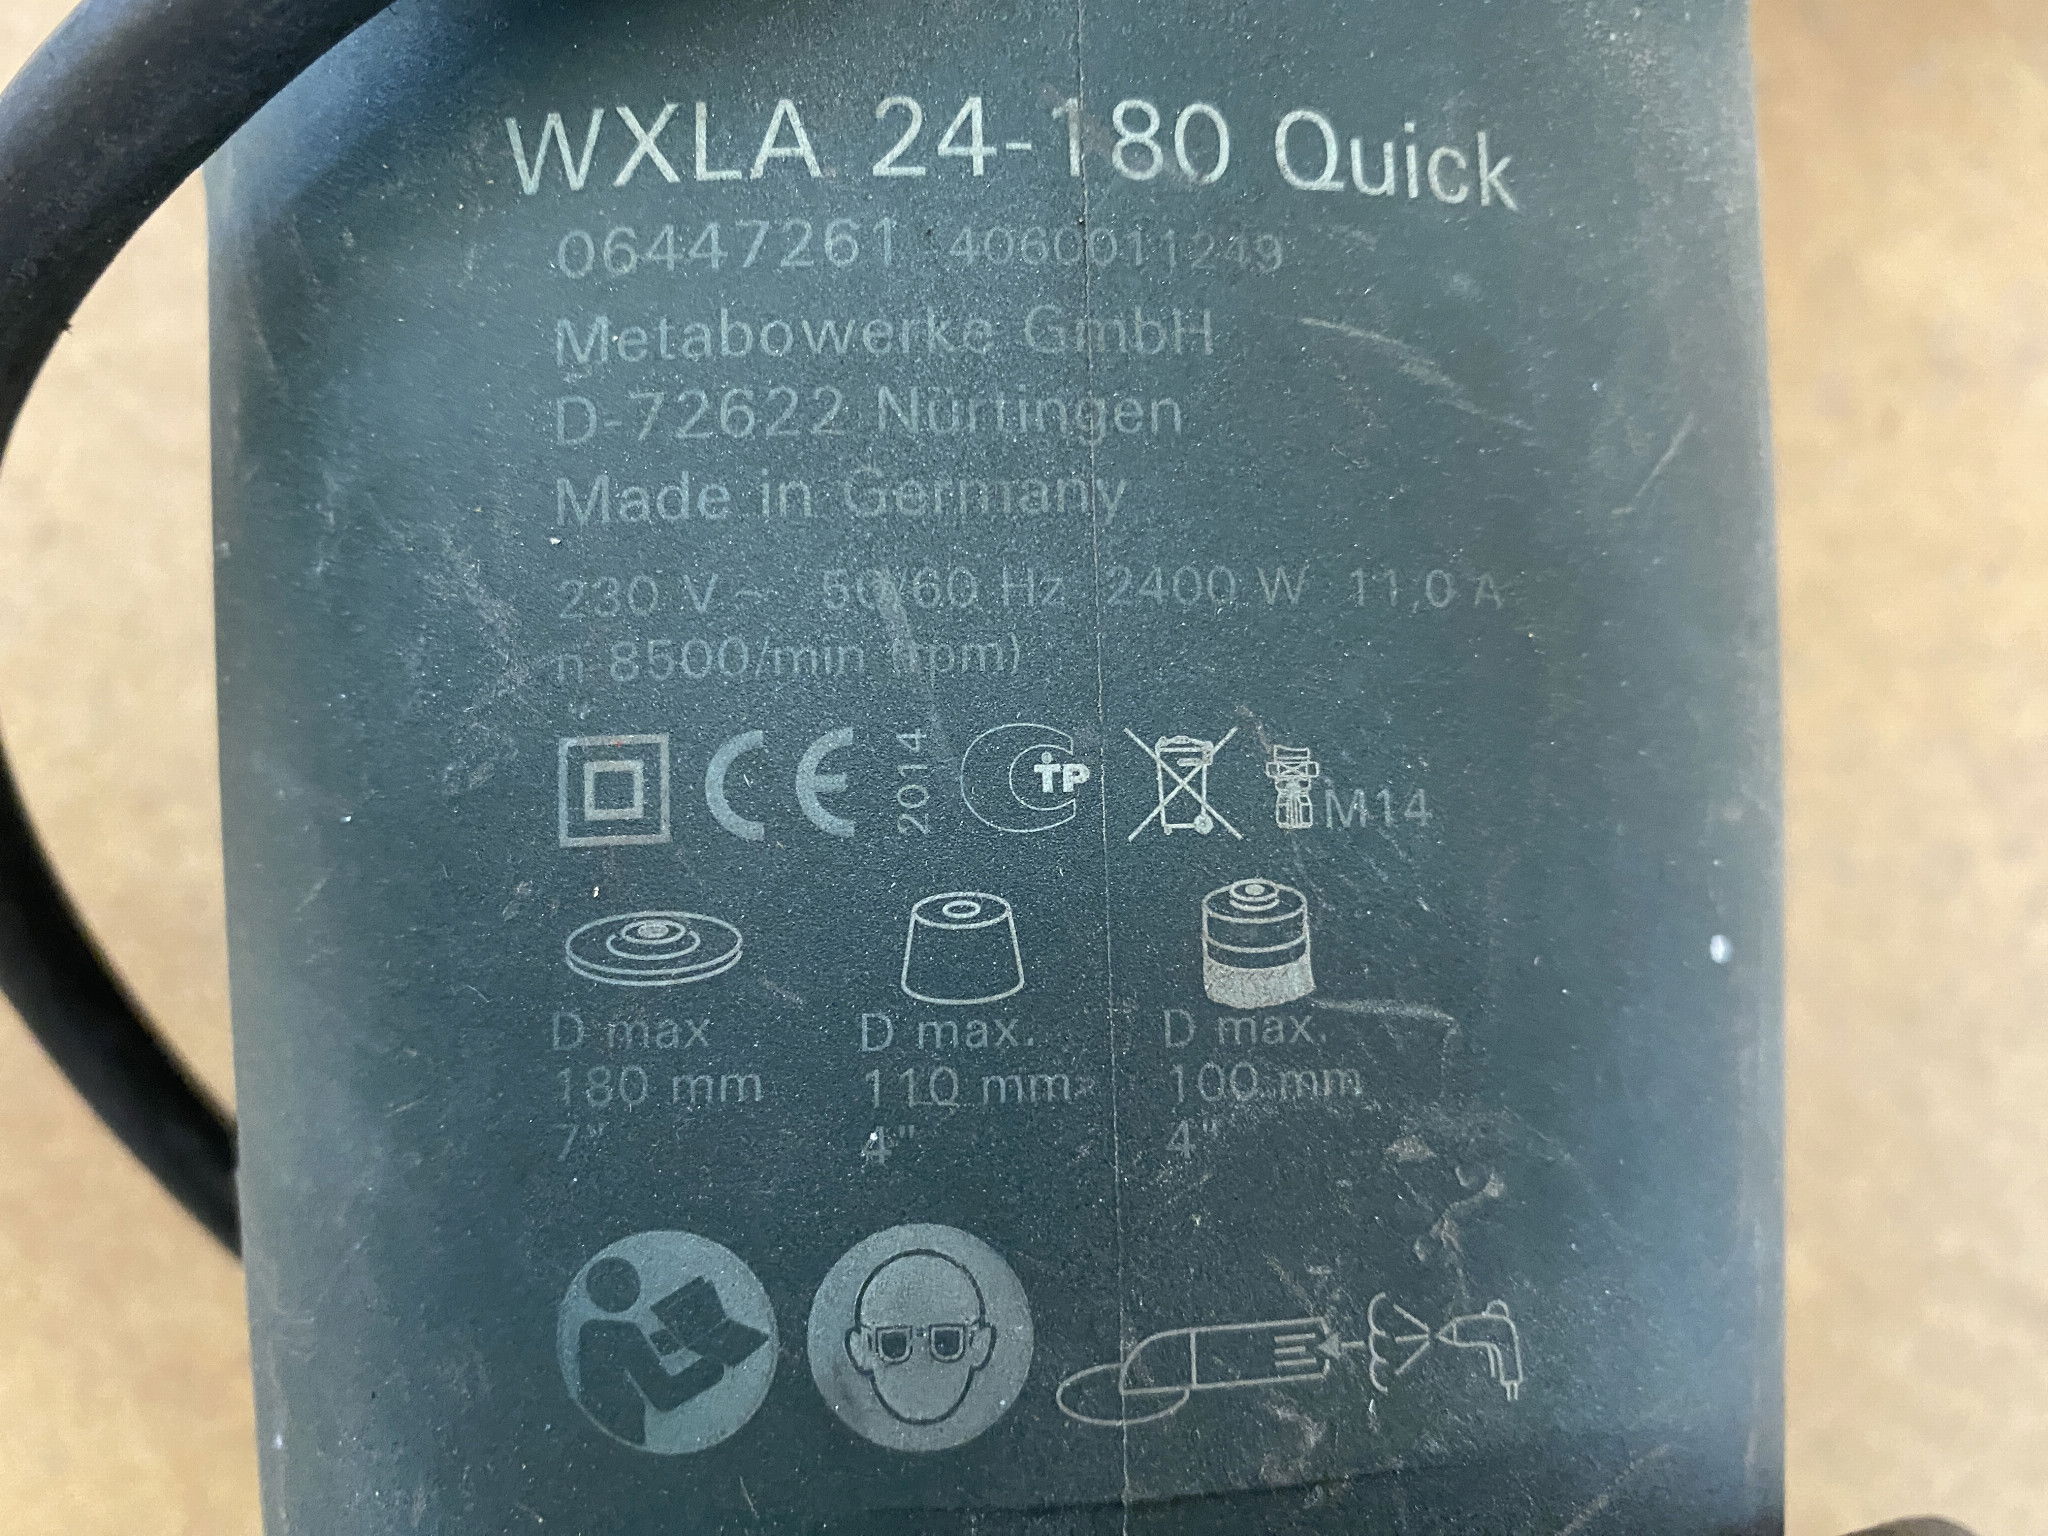 WXLA 24-180 Quick
06447261 4060011249
Metabowerke GmbH
D-72622 Nürtingen
Made in Germany
230 V~ 50/60 Hz 2400 W 11,0 A
n 8500/min (rpm)
CE 2014 C TP M14
D max D max. D max.
180 mm 110 mm 100 mm
7" 4" 4"